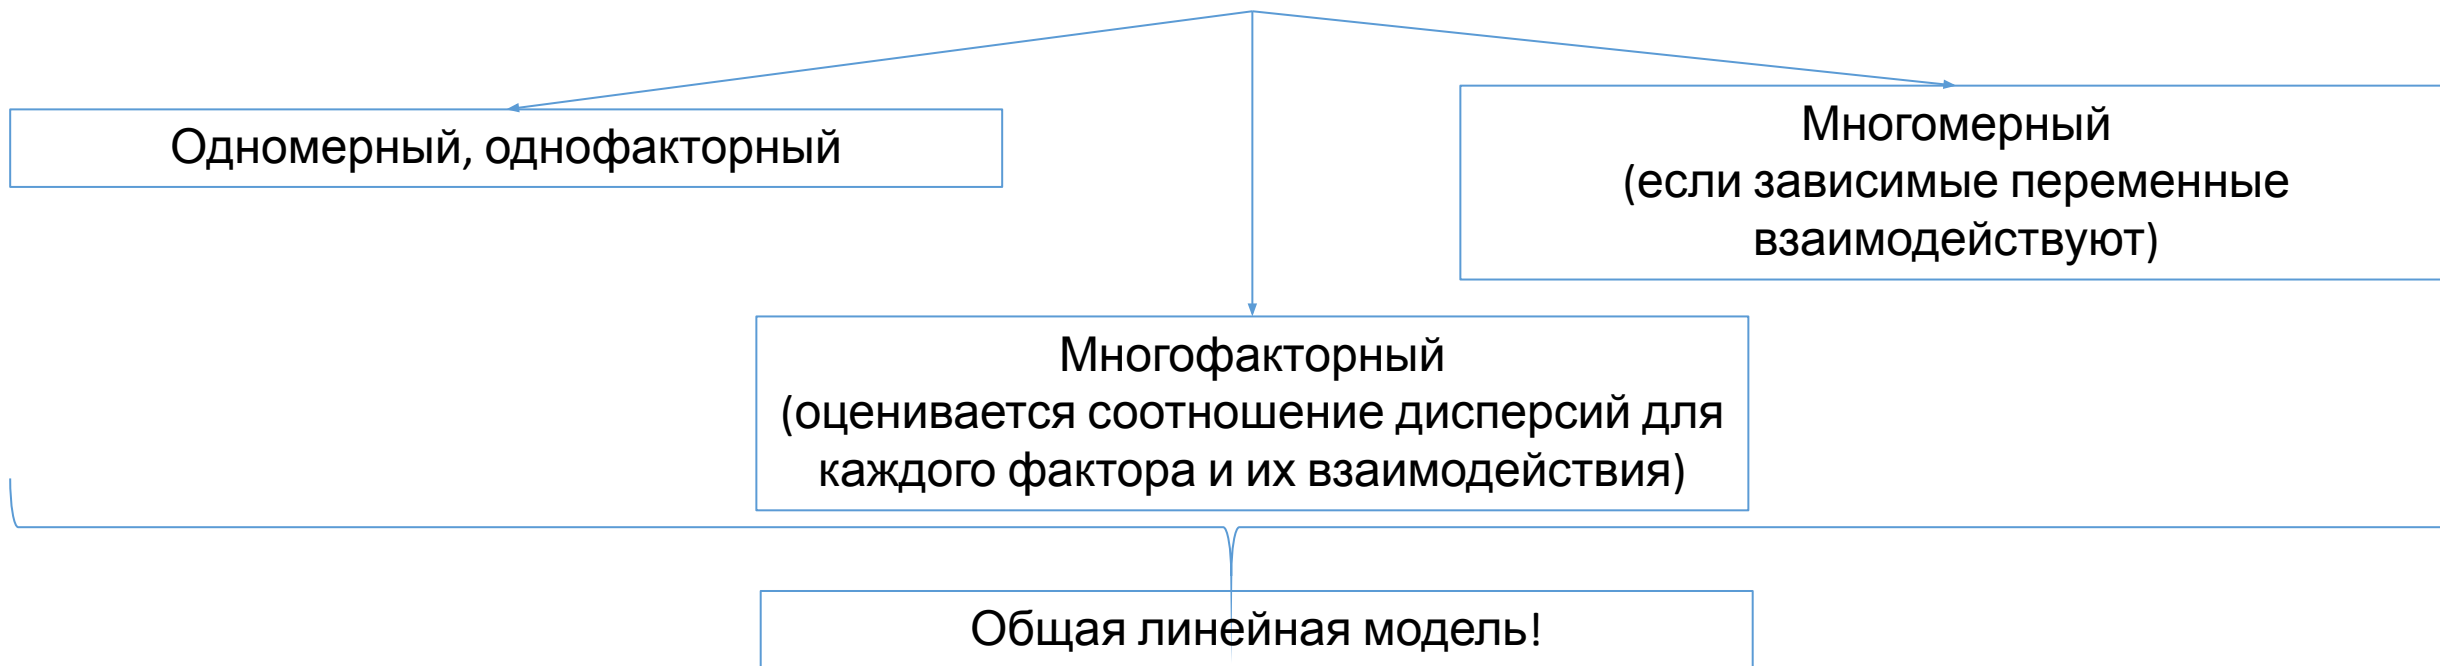 Одномерный, однофакторный
Многомерный
(если зависимые переменные
взаимодействуют)
Многофакторный
(оценивается соотношение дисперсий для
каждого фактора и их взаимодействия)
Общая линейная модель!